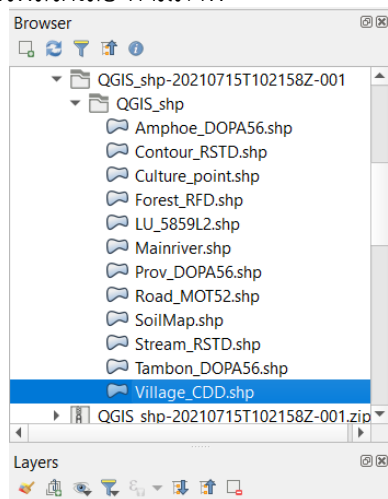 Browser
QGIS_shp-20210715T102158Z-001
QGIS_shp
Amphoe_DOPA56.shp
Contour_RSTD.shp
Culture_point.shp
Forest_RFD.shp
LU_5859L2.shp
Mainriver.shp
Prov_DOPA56.shp
Road_MOT52.shp
SoilMap.shp
Stream_RSTD.shp
Tambon_DOPA56.shp
Village_CDD.shp
QGIS_shp-20210715T102158Z-001.zip
Layers